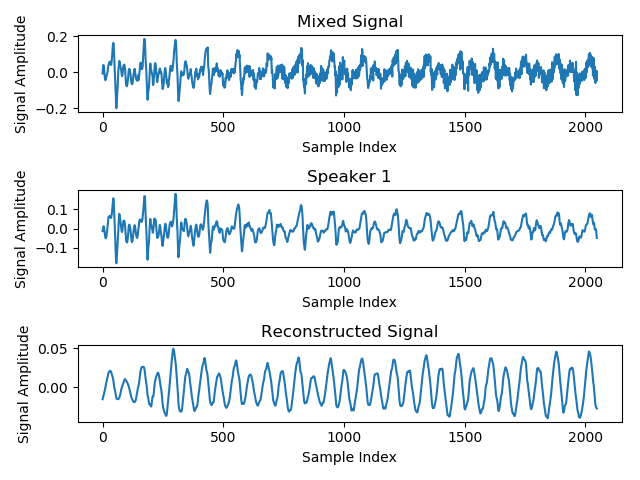 Mixed Signal
Signal Amplitude
0.2
0.0
−0.2
0 500 1000 1500 2000
Sample Index
Speaker 1
Signal Amplitude
0.1
0.0
−0.1
0 500 1000 1500 2000
Sample Index
Reconstructed Signal
Signal Amplitude
0.05
0.00
0 500 1000 1500 2000
Sample Index